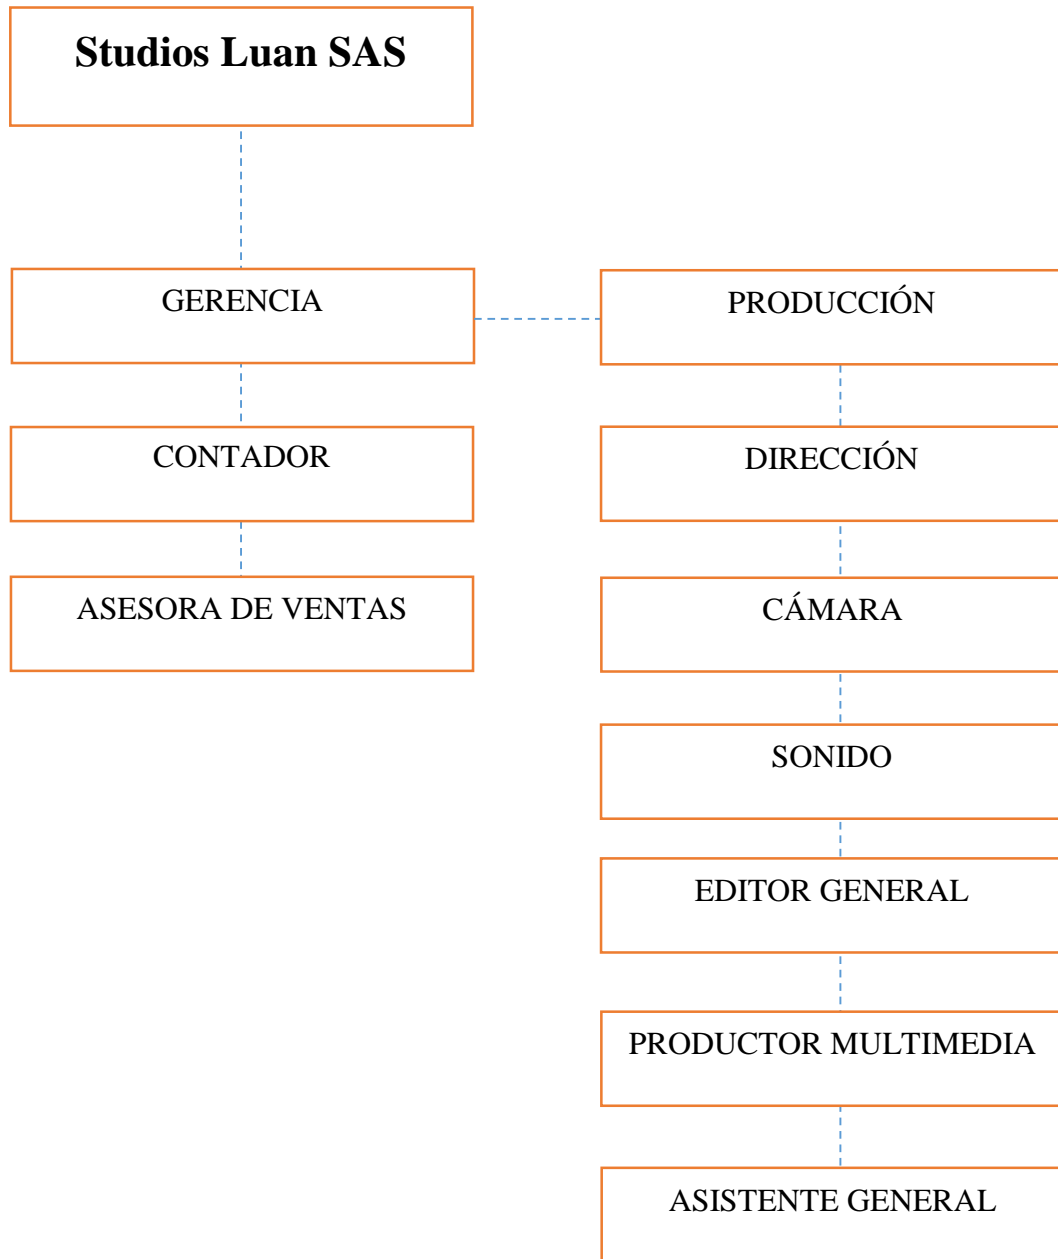 Studios Luan SAS
GERENCIA
PRODUCCIÓN
CONTADOR
DIRECCIÓN
ASESORA DE VENTAS
CÁMARA
SONIDO
EDITOR GENERAL
PRODUCTOR MULTIMEDIA
ASISTENTE GENERAL